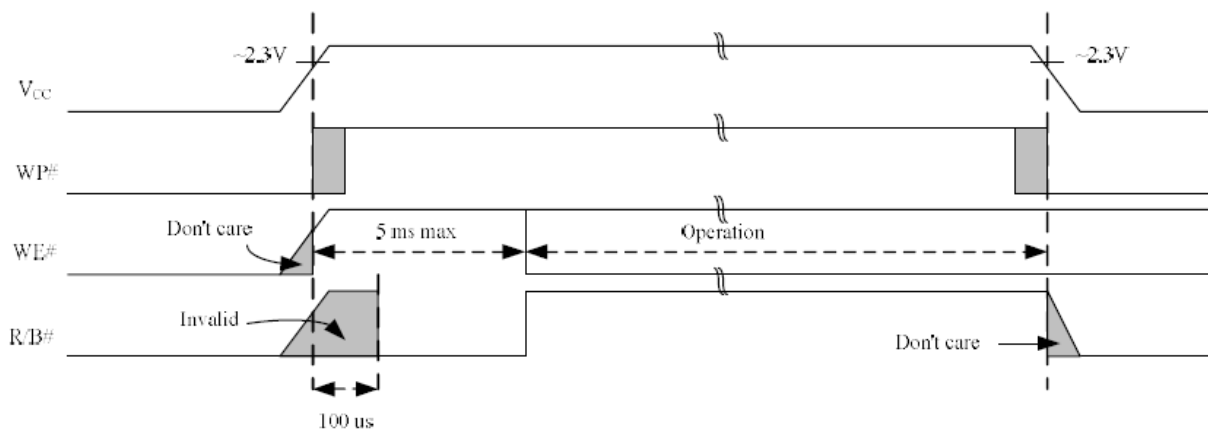 ~2.3V
~2.3V
VCC
WP#
Don't care
5 ms max
Operation
WE#
Invalid
R/B#
Don't care
100 us